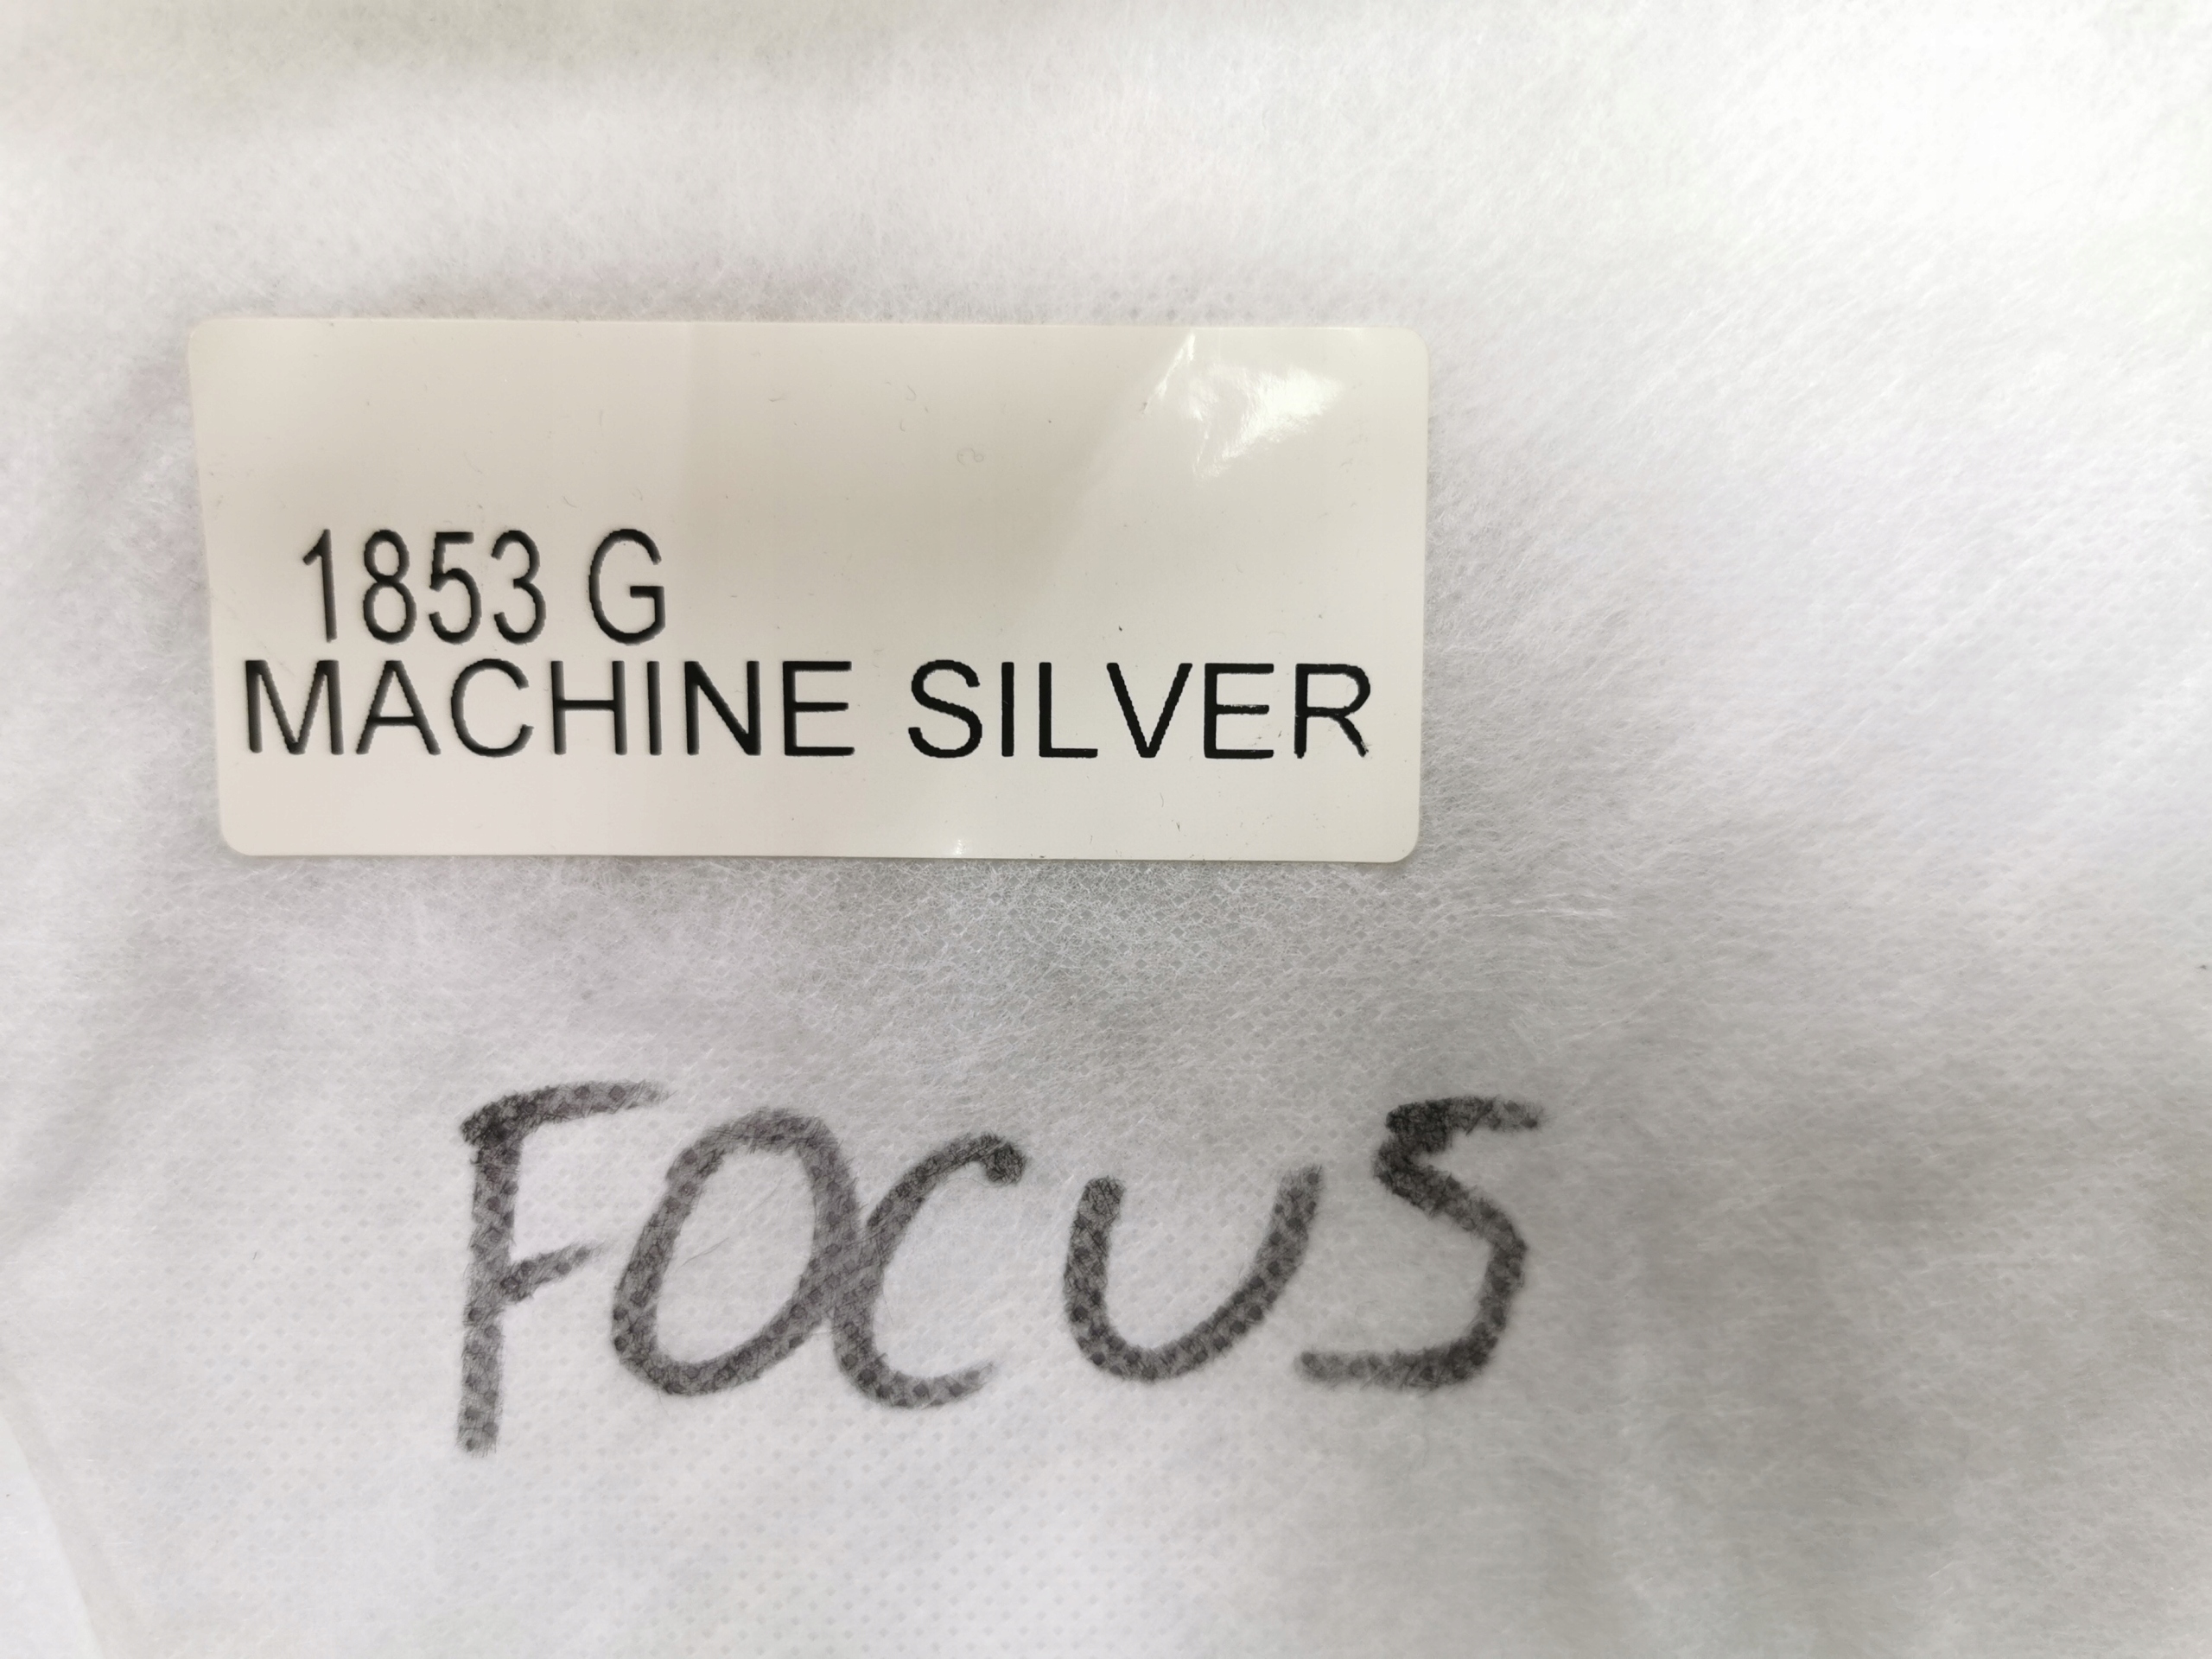 1853 G
MACHINE SILVER
FOCUS